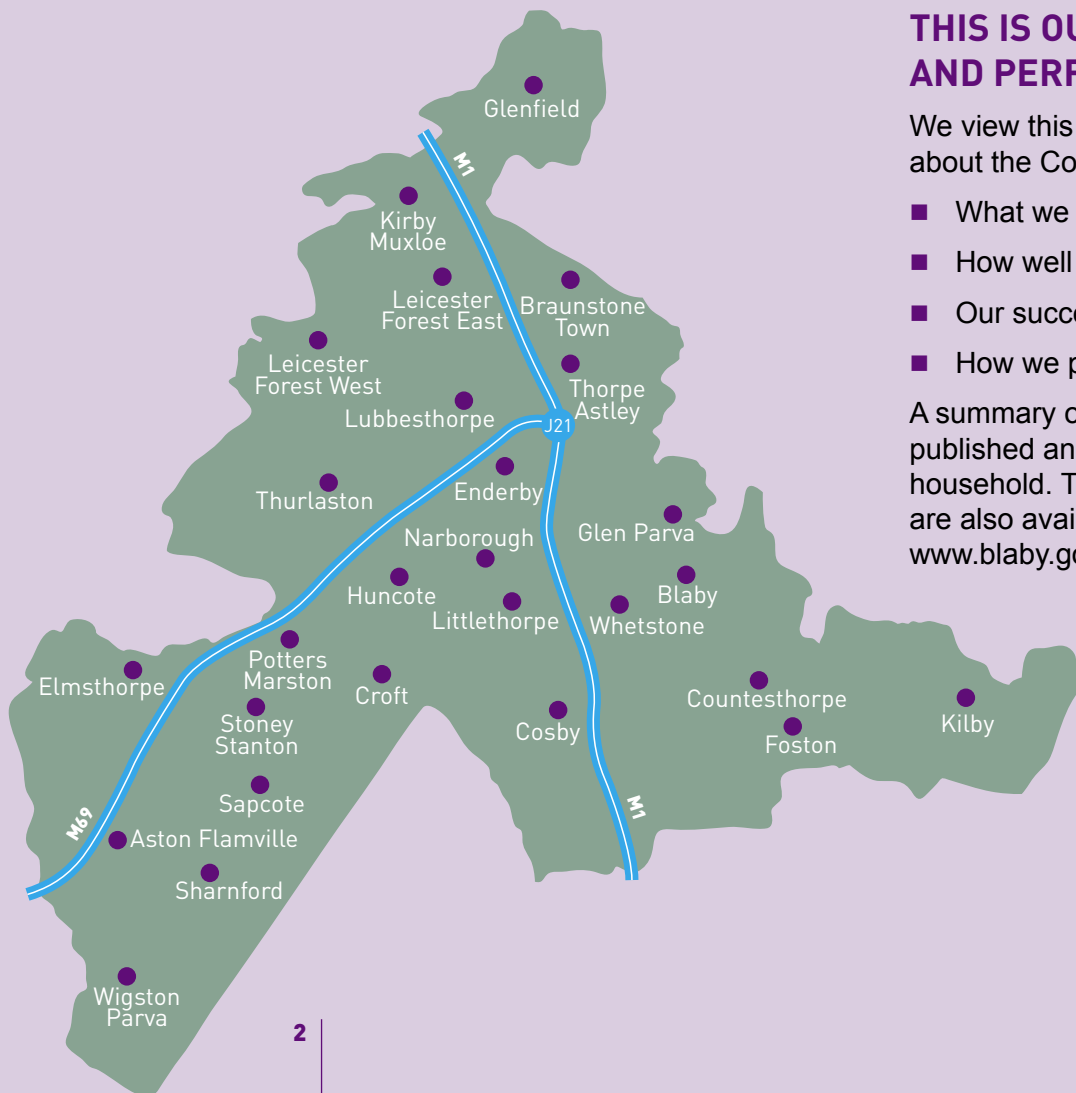 Glenfield
M1
Kirby
Muxloe
Leicester
Forest East
Braunstone
Town
Leicester
Forest West
Thorpe
Astley
Lubbesthorpe
J21
Enderby
Thurlaston
Glen Parva
Narborough
Huncote
Blaby
Littlethorpe
Whetstone
Potters
Marston
Elmsthorpe
Croft
Countesthorpe
Stoney
Stanton
Cosby
Foston
Kilby
Sapcote
M1
M69
Aston Flamville
Sharnford
Wigston
Parva
2
THIS IS OU
AND PERF
We view this
about the Co
■ What we
■ How well
■ Our succe
■ How we p
A summary o
published an
household. T
are also avai
www.blaby.go